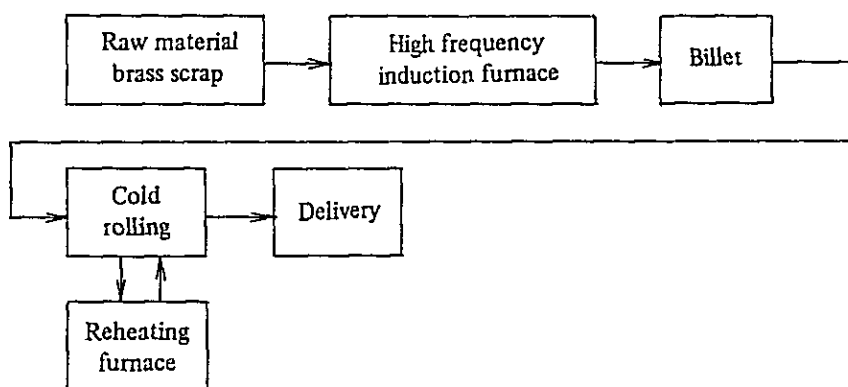 Raw material
brass scrap
High frequency
induction furnace
Billet
Cold
rolling
Delivery
Reheating
furnace